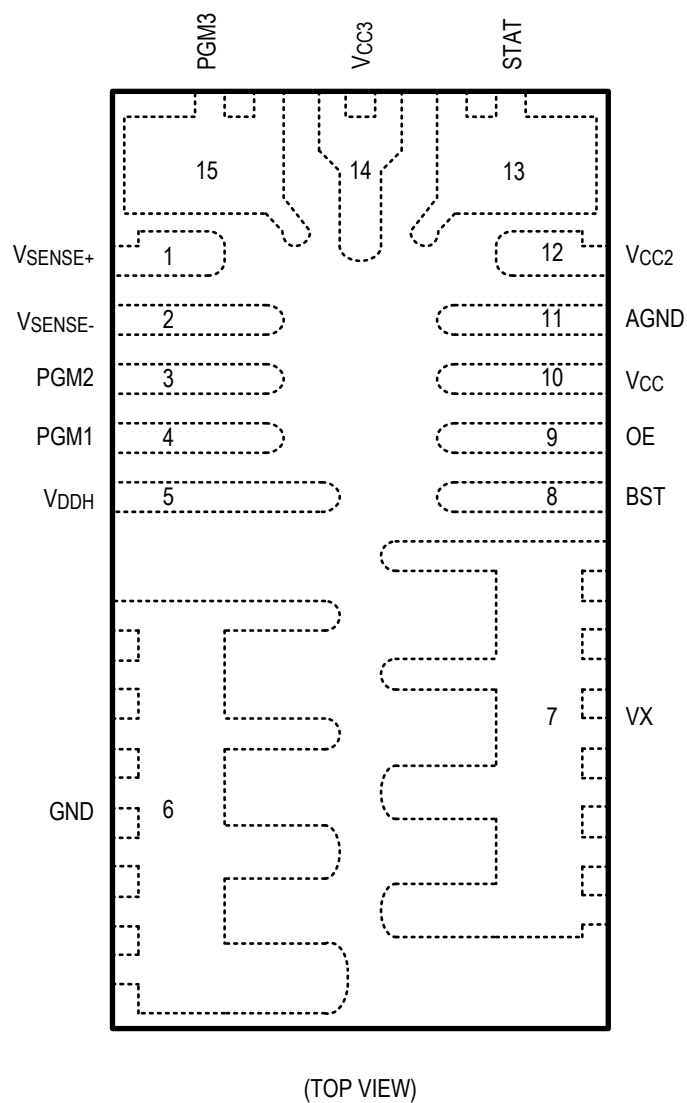 PGM3 VCC3 STAT
15 14 13
VSENSE+ 1 12 VCC2
VSENSE- 2 11 AGND
PGM2 3 10 VCC
PGM1 4 9 OE
VDDH 5 8 BST
7 VX
GND 6
(TOP VIEW)